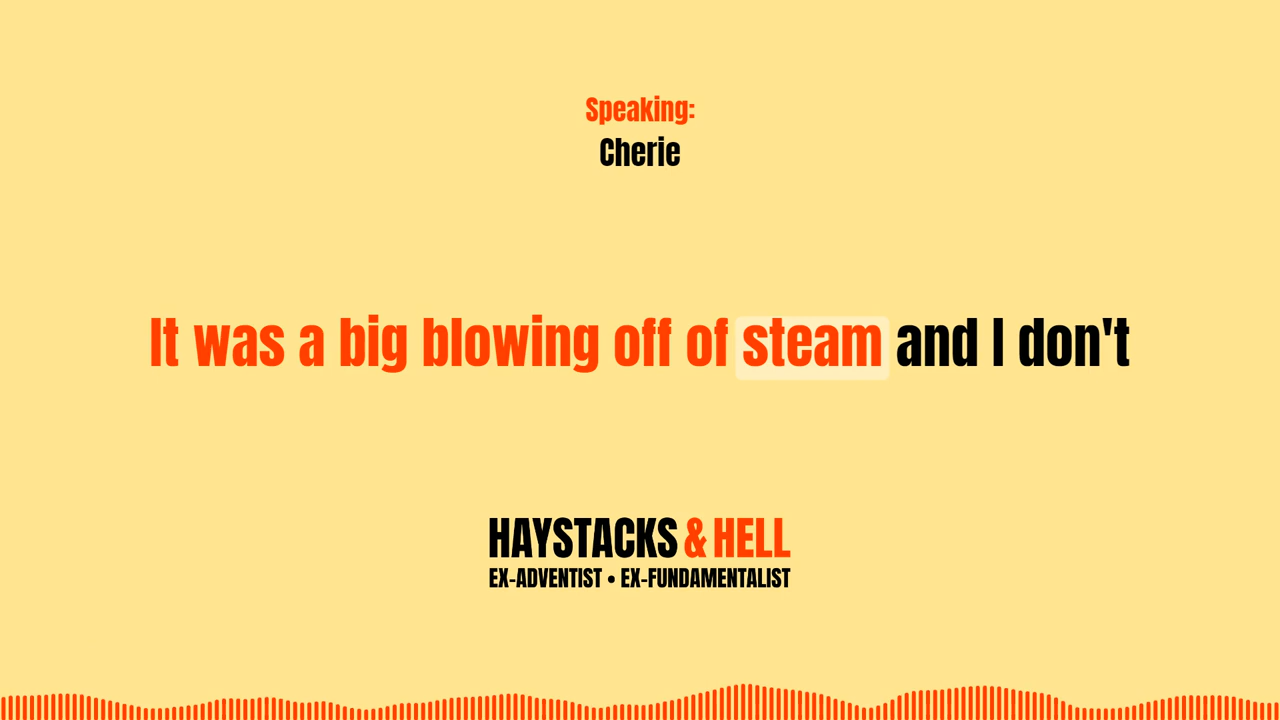 Speaking:
Cherie
It was a big blowing off of steam and I don't
HAYSTACKS & HELL
EX-ADVENTIST • EX-FUNDAMENTALIST